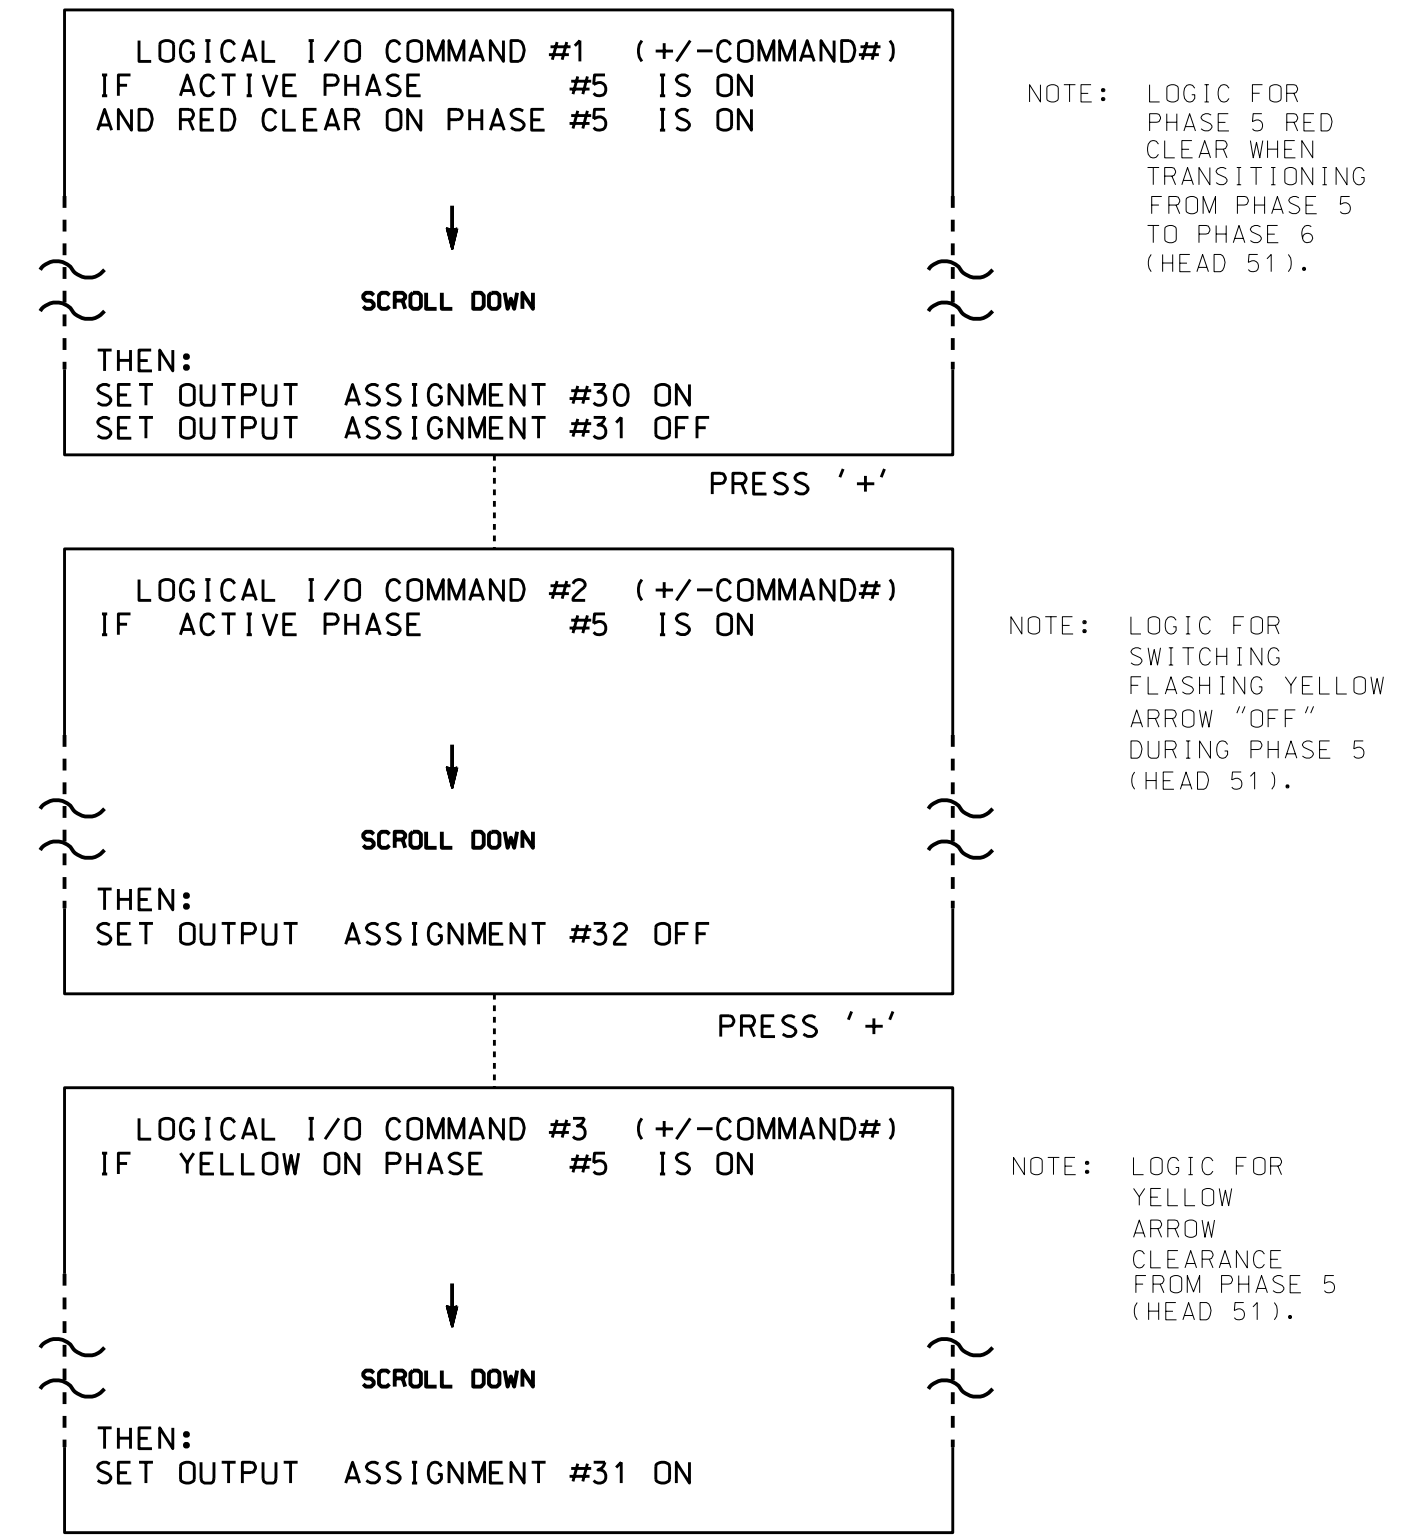 LOGICAL I/O COMMAND #1 (+/-COMMAND#)
IF ACTIVE PHASE #5 IS ON
AND RED CLEAR ON PHASE #5 IS ON
SCROLL DOWN
THEN:
SET OUTPUT ASSIGNMENT #30 ON
SET OUTPUT ASSIGNMENT #31 OFF
NOTE: LOGIC FOR
PHASE 5 RED
CLEAR WHEN
TRANSITIONING
FROM PHASE 5
TO PHASE 6
(HEAD 51).
PRESS '+'
LOGICAL I/O COMMAND #2 (+/-COMMAND#)
IF ACTIVE PHASE #5 IS ON
SCROLL DOWN
THEN:
SET OUTPUT ASSIGNMENT #32 OFF
NOTE: LOGIC FOR
SWITCHING
FLASHING YELLOW
ARROW "OFF"
DURING PHASE 5
(HEAD 51).
PRESS '+'
LOGICAL I/O COMMAND #3 (+/-COMMAND#)
IF YELLOW ON PHASE #5 IS ON
SCROLL DOWN
THEN:
SET OUTPUT ASSIGNMENT #31 ON
NOTE: LOGIC FOR
YELLOW
ARROW
CLEARANCE
FROM PHASE 5
(HEAD 51).